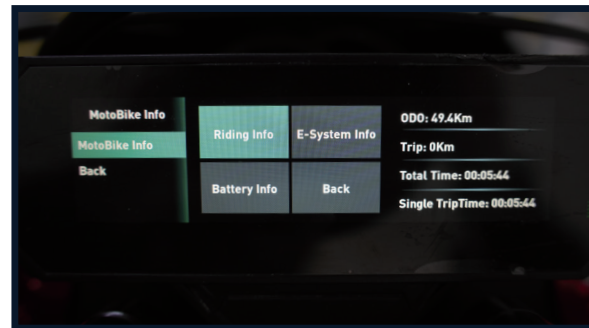 MotoBike Info
MotoBike Info
Back
Riding Info
E-System Info
Battery Info
Back
ODO: 49.4Km
Trip: 0Km
Total Time: 00:05:44
Single TripTime: 00:05:44